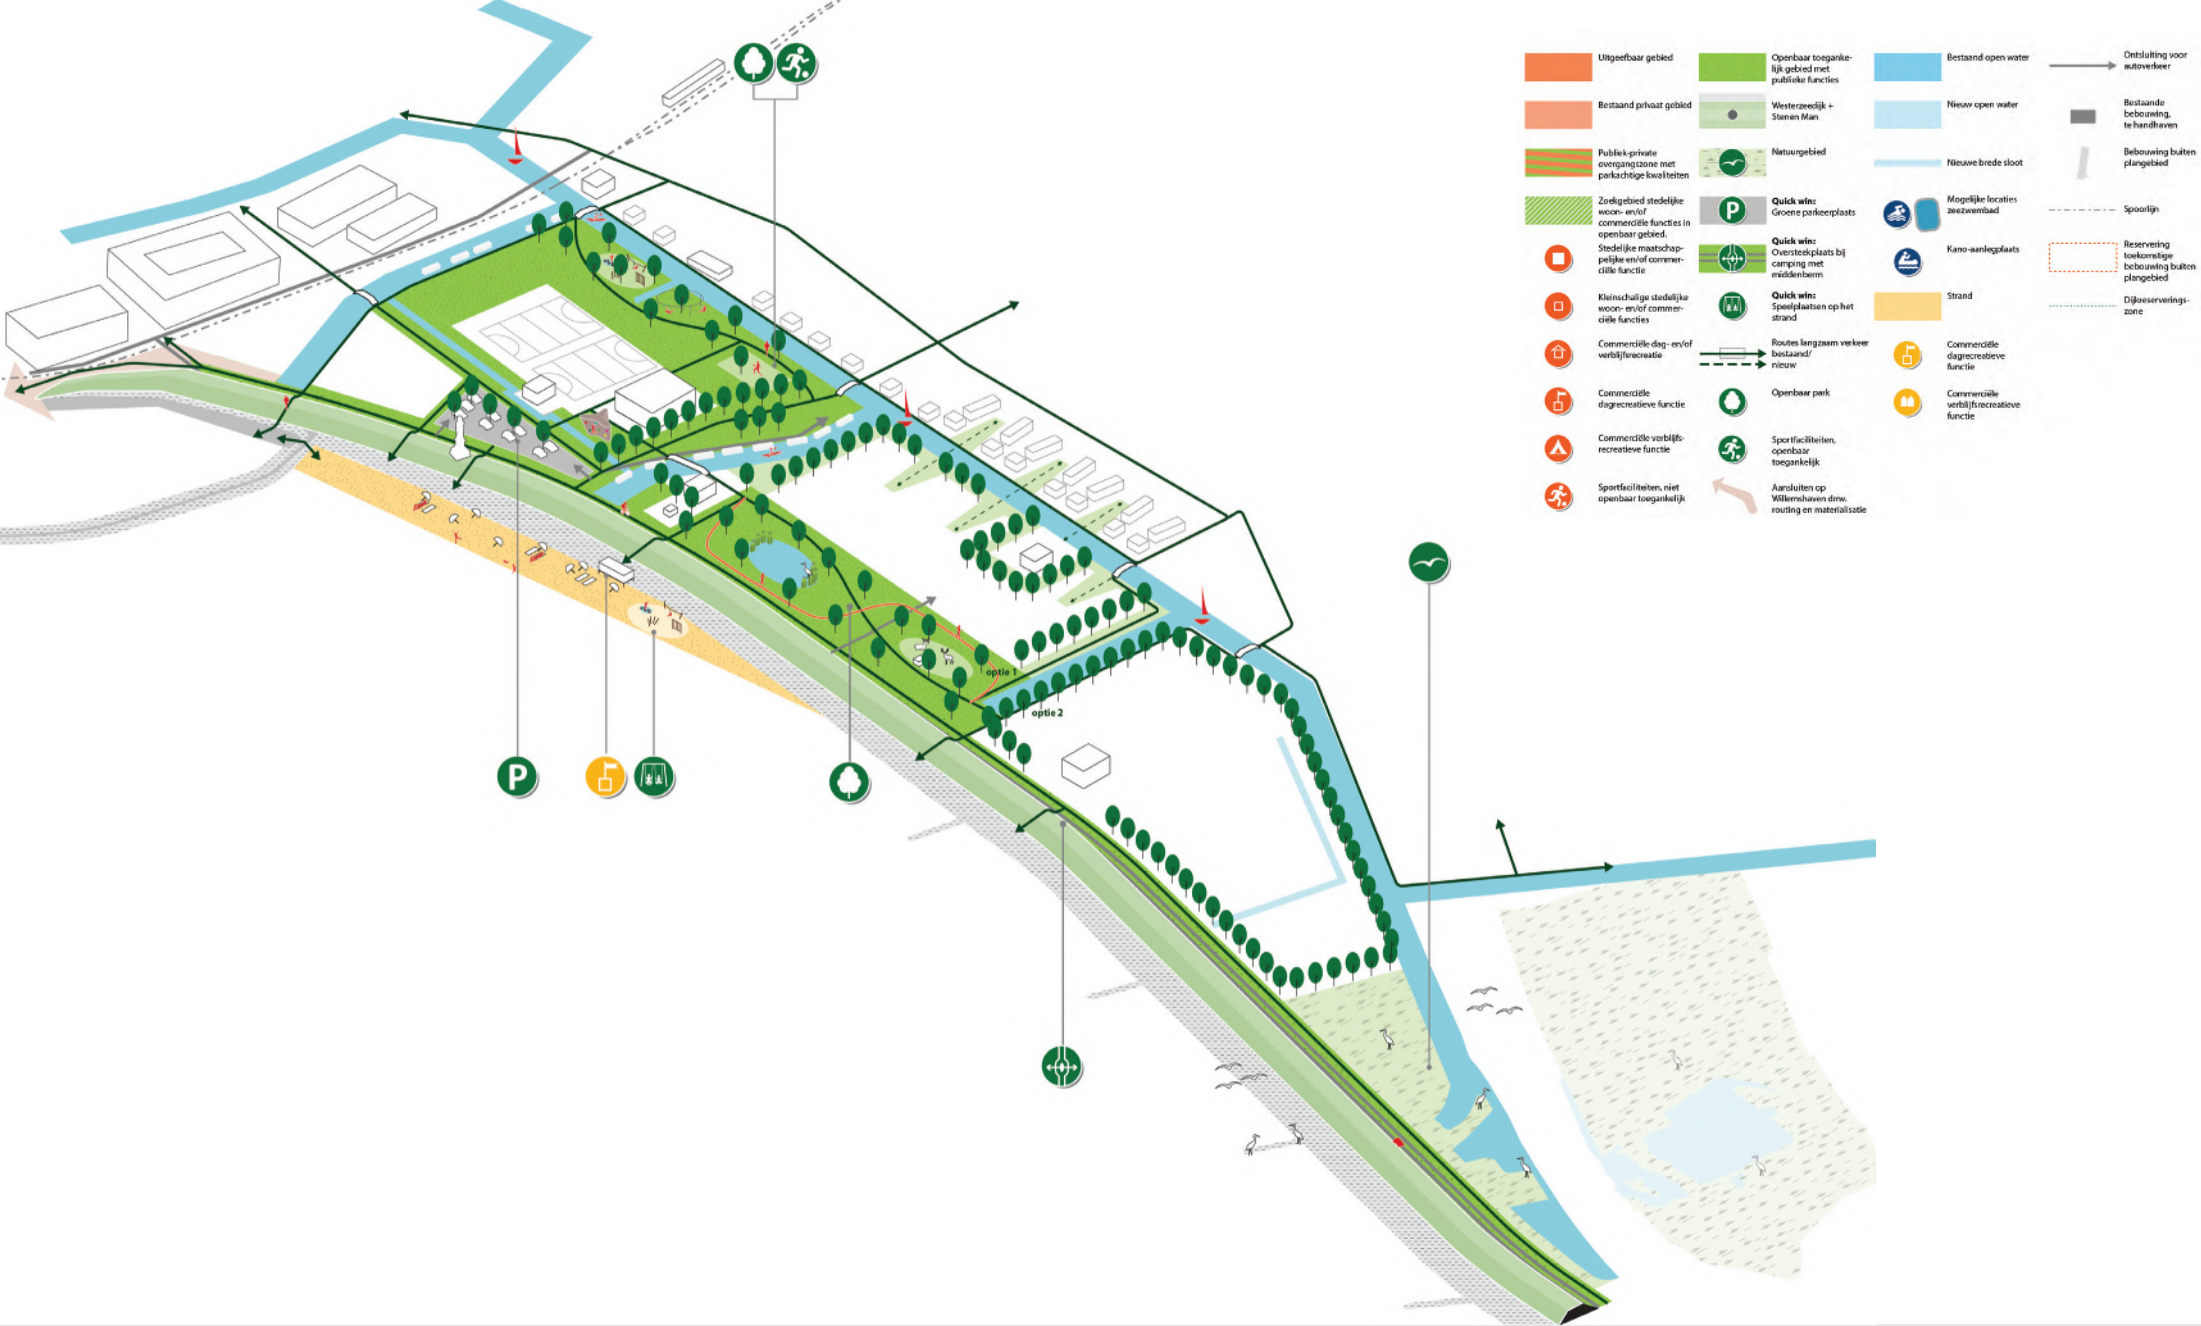 Uitgeefbaar gebied
Bestaand privaat gebied
Publiek-private
overgangszone met
parkachtige kwaliteiten
Zoekgebied stedelijke
woon- en/of
commerciële functies in
openbaar gebied.
Stedelijke maatschap-
pelijke en/of commer-
ciële functie
Kleinschalige stedelijke
woon- en/of commer-
ciële functies
Commerciële dag- en/of
verblijfsrecreatie
Commerciële
dagrecreatieve functie
Commerciële verblijfs-
recreatieve functie
Sportfaciliteiten, niet
openbaar toegankelijk
Openbaar toeganke-
lijk gebied met
publieke functies
Westerzeedijk +
Stenen Man
Natuurgebied
P
Quick win:
Groene parkeerplaats
Quick win:
Oversteekplaats bij
camping met
middenberm
Quick win:
Speelplaatsen op het
strand
Routes langzaam verkeer
bestaand/
nieuw
Openbaar park
Sportfaciliteiten,
openbaar
toegankelijk
Aansluiten op
Willemshaven dmv.
routing en materialisatie
Bestaand open water
Nieuw open water
Nieuwe brede sloot
Mogelijke locaties
zeezwembad
Kano-aanlegplaats
Strand
Commerciële
dagrecreatieve
functie
Commerciële
verblijfsrecreatieve
functie
Ontsluiting voor
autoverkeer
Bestaande
bebouwing,
te handhaven
Bebouwing buiten
plangebied
Spoorlijn
Reservering
toekomstige
bebouwing buiten
plangebied
Dijkreserverings-
zone
optie 1
optie 2
P